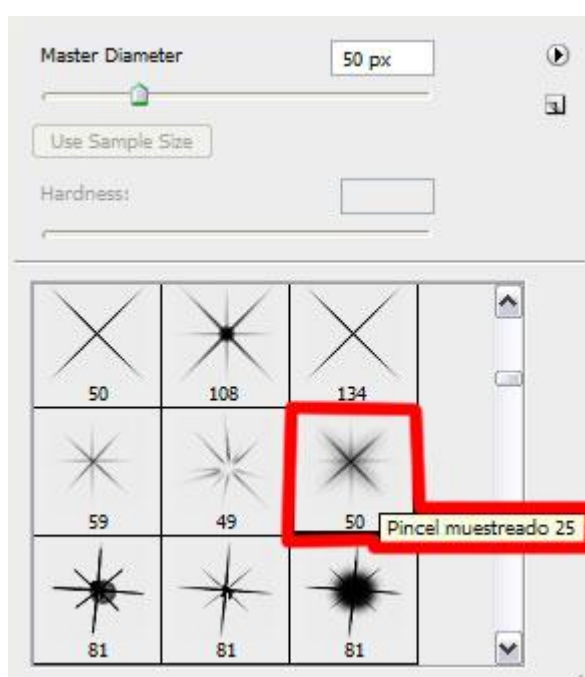 Master Diameter 50 px
Use Sample Size
Hardness:
50 108 134
59 49 50
Pincel muestreado 25
81 81 81